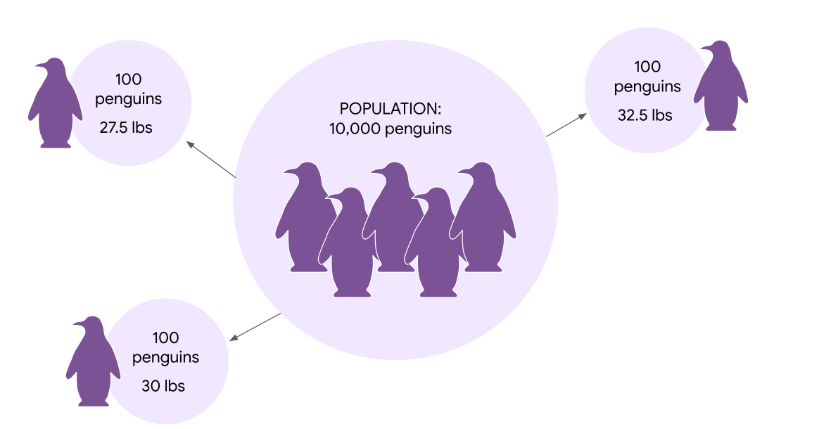 100
penguins
27.5 lbs
POPULATION:
10,000 penguins
100
penguins
32.5 lbs
100
penguins
30 lbs